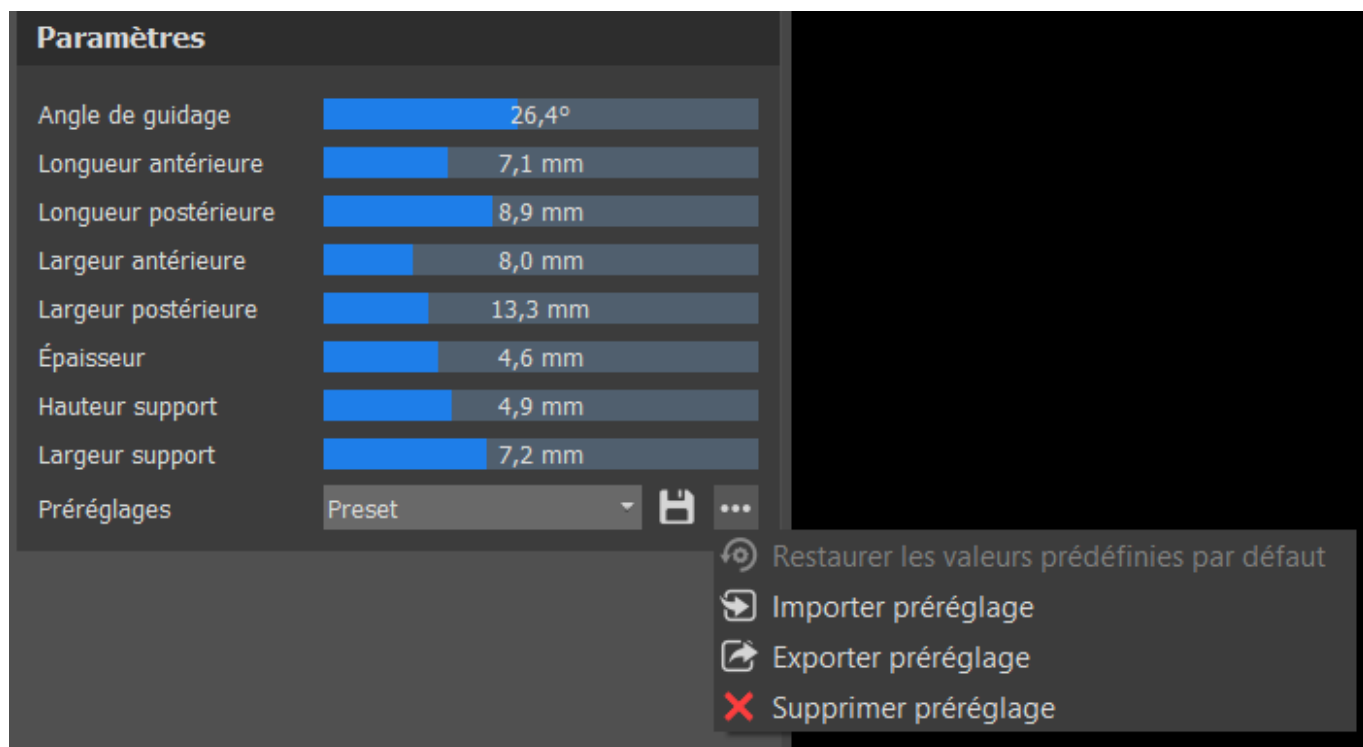 Paramètres
Angle de guidage 26,4º
Longueur antérieure 7,1 mm
Longueur postérieure 8,9 mm
Largeur antérieure 8,0 mm
Largeur postérieure 13,3 mm
Épaisseur 4,6 mm
Hauteur support 4,9 mm
Largeur support 7,2 mm
Préréglages Preset
Restaurer les valeurs prédéfinies par défaut
Importer préréglage
Exporter préréglage
Supprimer préréglage